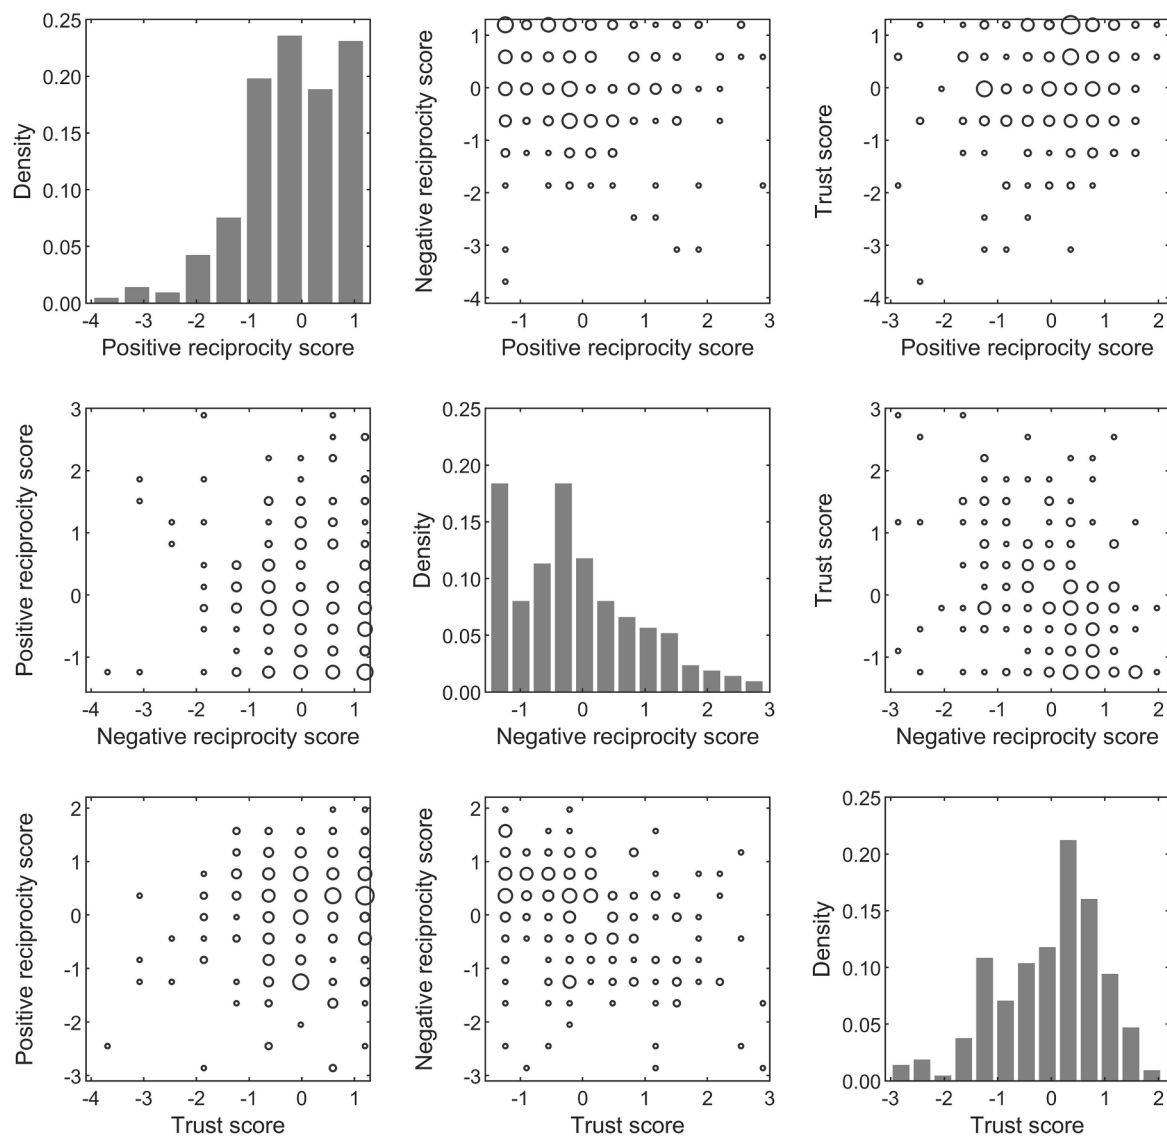 Density
0.25
0.20
0.15
0.10
0.05
0.00
-4 -3 -2 -1 0 1
Positive reciprocity score
Negative reciprocity score
1
0
-1
-2
-3
-4
-1 0 1 2 3
Positive reciprocity score
Trust score
1
0
-1
-2
-3
-4
-3 -2 -1 0 1 2
Positive reciprocity score
Positive reciprocity score
3
2
1
0
-1
-4 -3 -2 -1 0 1
Negative reciprocity score
Density
0.25
0.20
0.15
0.10
0.05
0.00
-1 0 1 2 3
Negative reciprocity score
Trust score
3
2
1
0
-1
-3 -2 -1 0 1 2
Negative reciprocity score
Positive reciprocity score
2
1
0
-1
-2
-3
-4 -3 -2 -1 0 1
Trust score
Negative reciprocity score
2
1
0
-1
-2
-3
-1 0 1 2 3
Trust score
Density
0.25
0.20
0.15
0.10
0.05
0.00
-3 -2 -1 0 1 2
Trust score